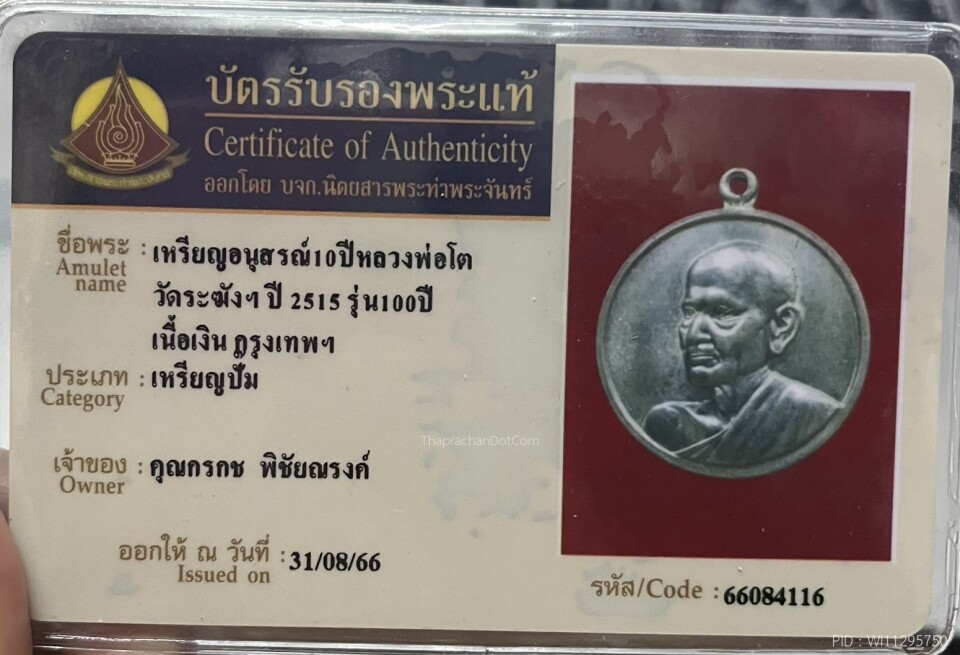 บัตรรับรองพระแท้
Certificate of Authenticity
ออกโดย บจก.นิตยสารพระท่าพระจันทร์
ชื่อพระ : เหรียญอนุสรณ์10ปีหลวงพ่อโต
Amulet name
วัดระฆังฯ ปี 2515 รุ่น100ปี
เนื้อเงิน กรุงเทพฯ
ประเภท : เหรียญปั๊ม
Category
ThaprachanDotCom
เจ้าของ : คุณกรกช พิชัยณรงค์
Owner
ออกให้ ณ วันที่ : 31/08/66
Issued on
รหัส/Code : 66084116
PID : WI11295750